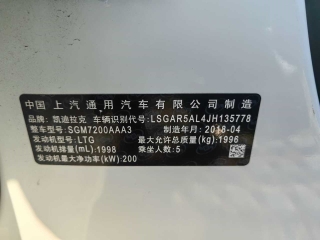 中国上汽通用汽车有限公司制造
品牌:凯迪拉克 车辆识别代号:LSGAR5AL4JH135778
整车型号:SGM7200AAA3 制造年月:2018-04
发动机型号:LTG 最大允许总质量(kg):1996
发动机排量(mL):1998 乘坐人数:5
发动机最大净功率(kW):200